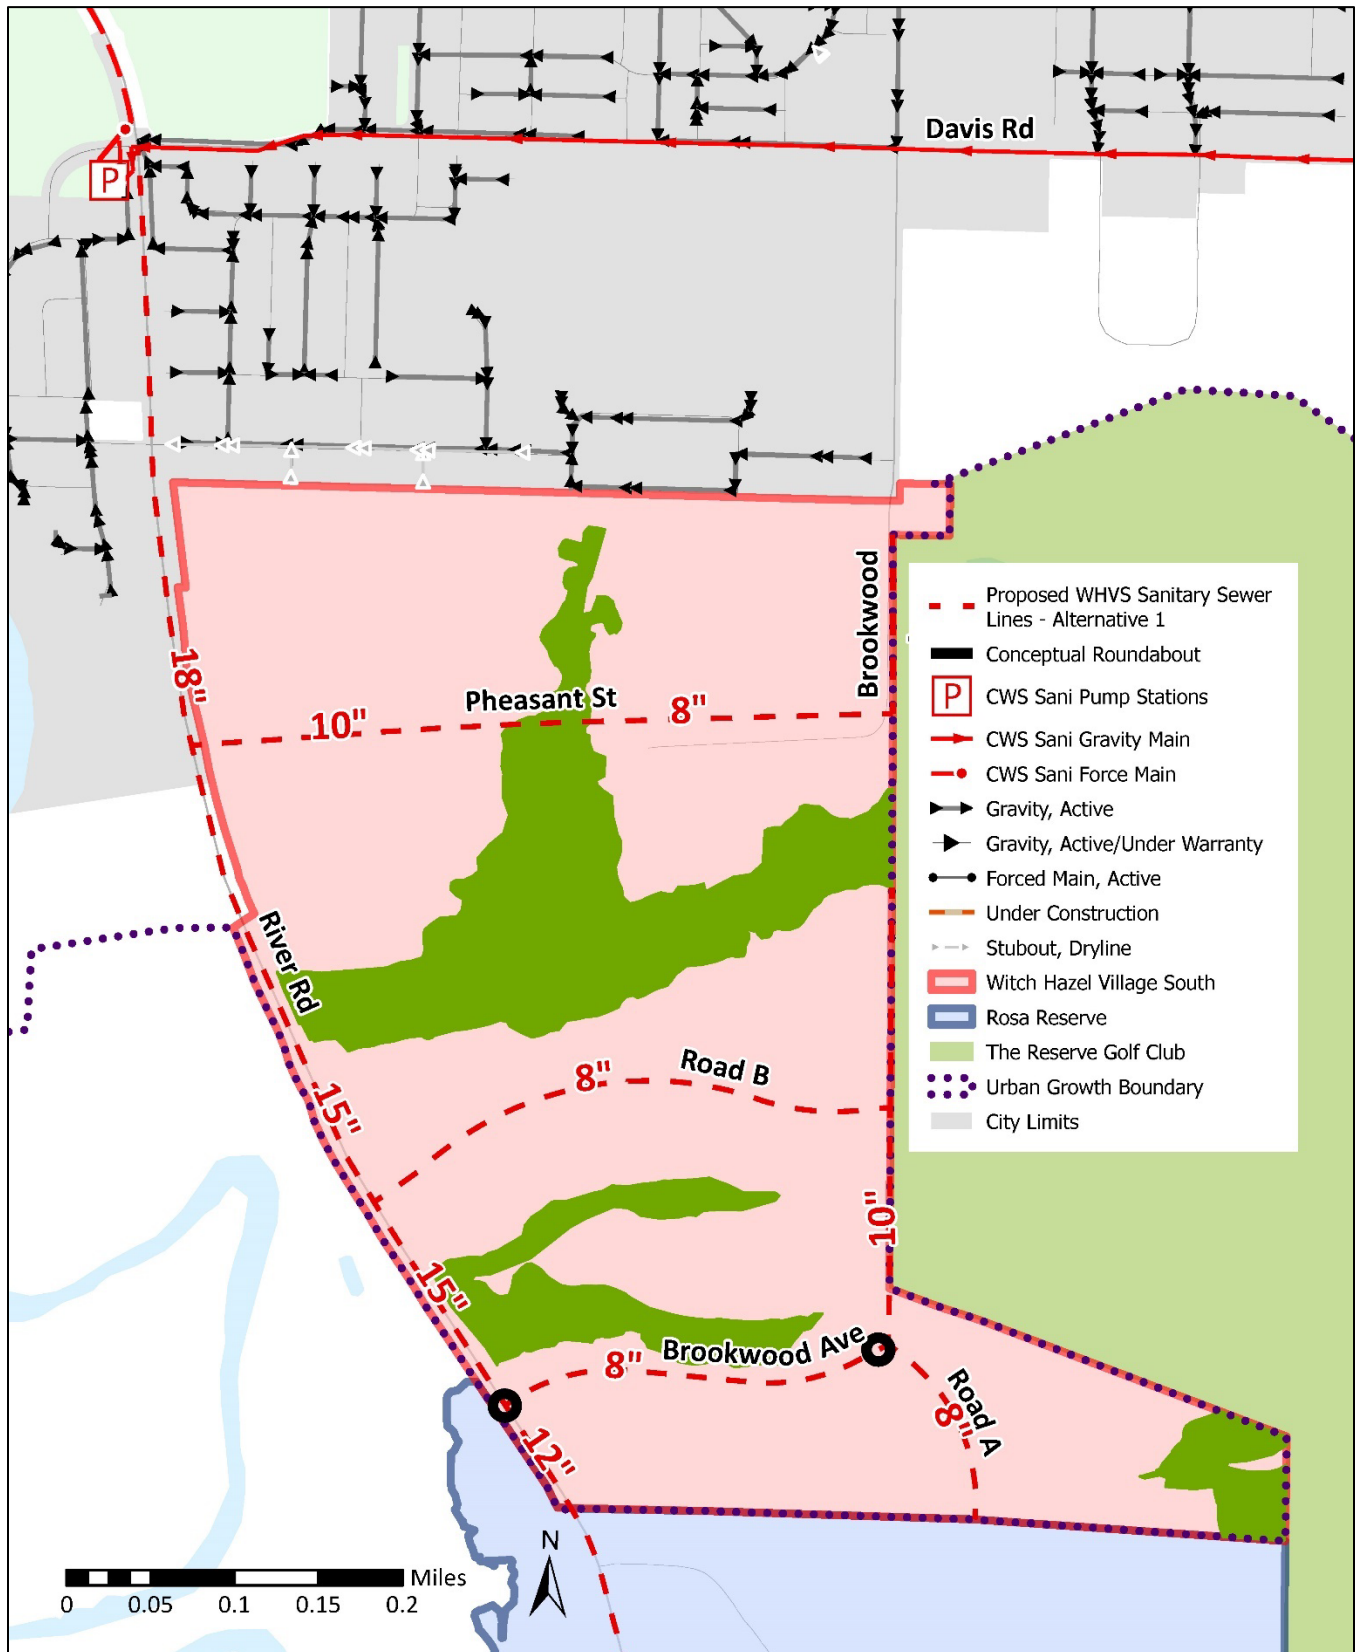 Davis Rd
P
Brookwood
18"
Pheasant St
10"
8"
River Rd
Road B
8"
15"
10"
15"
Brookwood Ave
8"
Road A
8"
12"
Proposed WHVS Sanitary Sewer
Lines - Alternative 1
Conceptual Roundabout
P
CWS Sani Pump Stations
CWS Sani Gravity Main
CWS Sani Force Main
Gravity, Active
Gravity, Active/Under Warranty
Forced Main, Active
Under Construction
Stubout, Dryline
Witch Hazel Village South
Rosa Reserve
The Reserve Golf Club
Urban Growth Boundary
City Limits
N
Miles
0 0.05 0.1 0.15 0.2